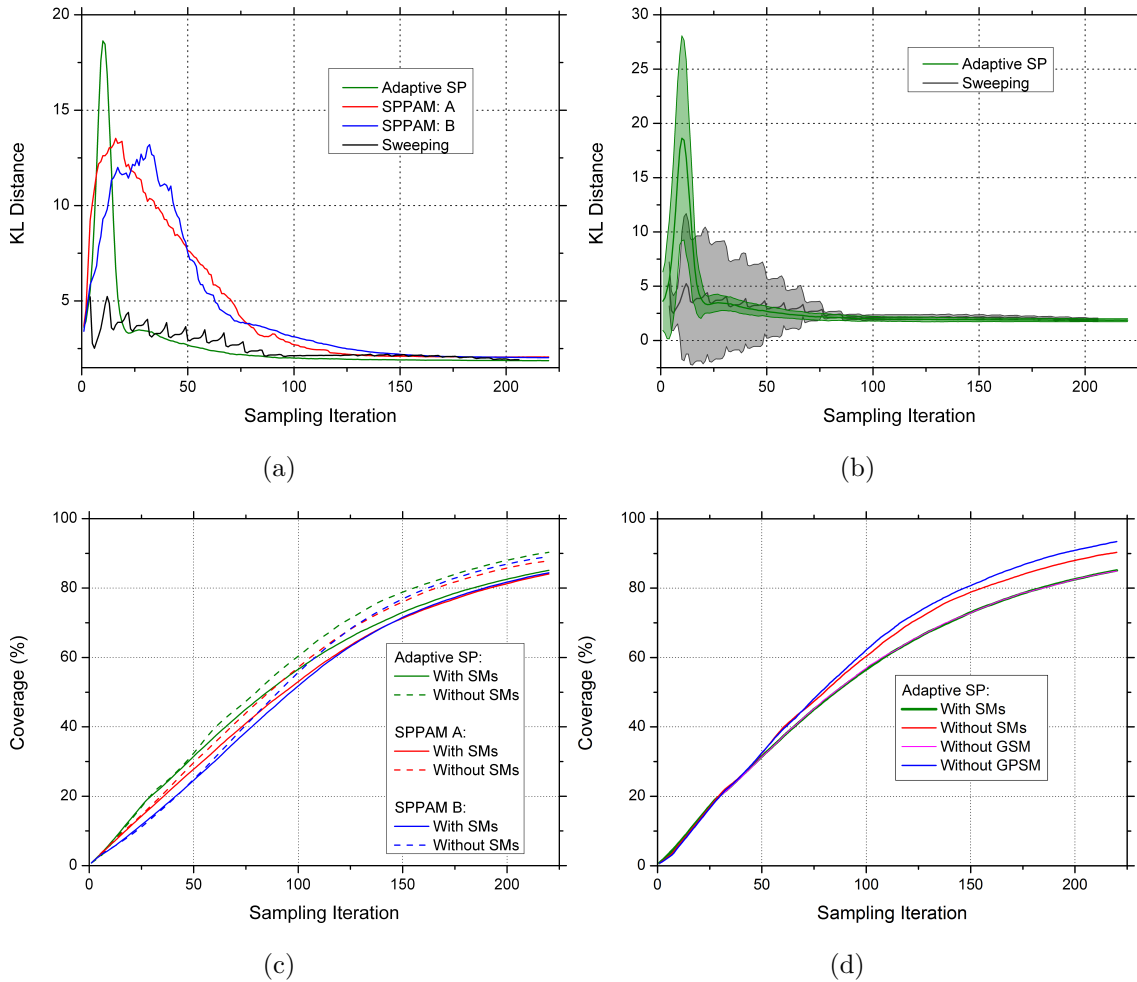 20
15
10
5
0
50
100
150
200
KL Distance
Sampling Iteration
Adaptive SP
SPPAM: A
SPPAM: B
Sweeping
(a)
30
25
20
15
10
5
0
0
50
100
150
200
KL Distance
Sampling Iteration
Adaptive SP
Sweeping
(b)
100
80
60
40
20
0
0
50
100
150
200
Coverage (%)
Sampling Iteration
Adaptive SP:
With SMs
Without SMs
SPPAM A:
With SMs
Without SMs
SPPAM B:
With SMs
Without SMs
(c)
100
80
60
40
20
0
0
50
100
150
200
Coverage (%)
Sampling Iteration
Adaptive SP:
With SMs
Without SMs
Without GSM
Without GPSM
(d)